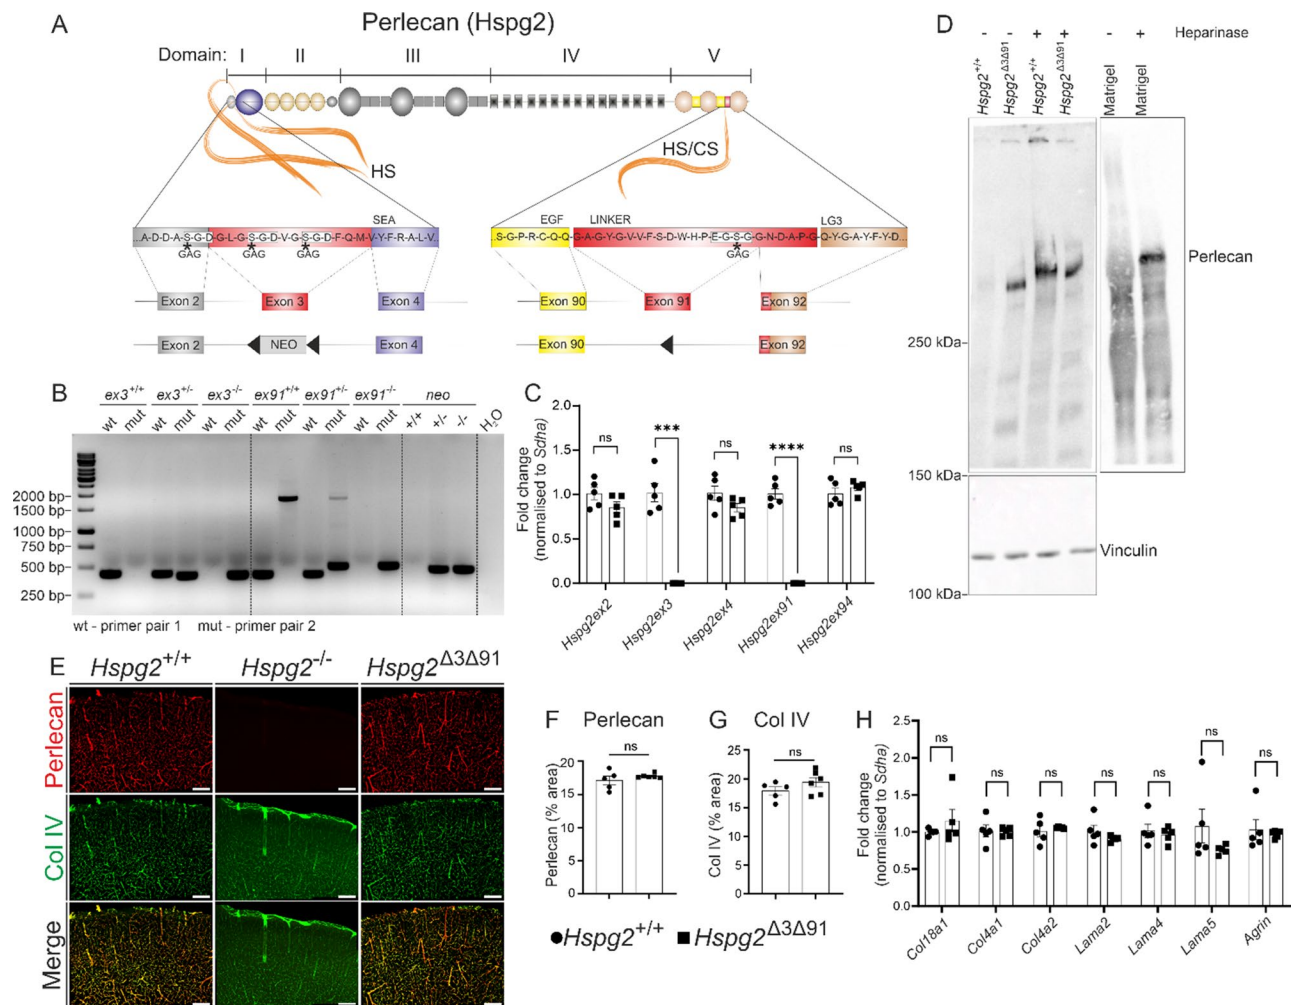 A
Perlecan (Hspg2)
Domain: I II III IV V
HS
HS/CS
SEA
EGF LINKER LG3
...A-D-D-A-S-G-D-G-L-G-S-G-D-V-G-S-G-D-F-Q-M-V-Y-F-R-A-L-V...
...S-G-P-R-C-Q-Q-G-A-G-Y-G-V-V-F-S-D-W-H-P-E-G-S-G-G-N-D-A-P-G-Q-Y-G-A-Y-F-Y-D...
* * * *
GAG GAG GAG GAG
Exon 2 Exon 3 Exon 4 Exon 90 Exon 91 Exon 92
Exon 2 NEO Exon 4 Exon 90 Exon 92
B
ex3+/+ ex3+/- ex3-/- ex91+/+ ex91+/- ex91-/- neo
wt mut wt mut wt mut wt mut wt mut wt mut +/+ +/- -/- H2O
2000 bp
1500 bp
1000 bp
750 bp
500 bp
250 bp
wt - primer pair 1 mut - primer pair 2
C
Fold change
(normalised to Sdha)
2.0
1.5
1.0
0.5
0.0
ns *** ns **** ns
Hspg2ex2 Hspg2ex3 Hspg2ex4 Hspg2ex91 Hspg2ex94
D
- - + + - + Heparinase
Hspg2+/+ Hspg2Δ3Δ91 Hspg2+/+ Hspg2Δ3Δ91 Matrigel Matrigel
Perlecan
250 kDa
150 kDa
Vinculin
100 kDa
E
Hspg2+/+ Hspg2-/- Hspg2Δ3Δ91
Perlecan
Col IV
Merge
F Perlecan
ns
Perlecan (% area)
20
15
10
5
0
G Col IV
ns
Col IV (% area)
25
20
15
10
5
0
Hspg2+/+ Hspg2Δ3Δ91
H
Fold change
(normalised to Sdha)
2.5
2.0
1.5
1.0
0.5
0.0
ns ns ns ns ns ns ns
Col18a1 Col4a1 Col4a2 Lama2 Lama4 Lama5 Agrin